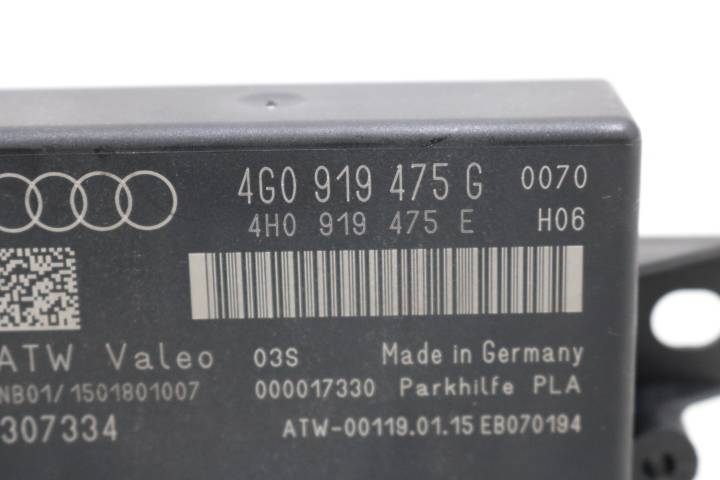 4G0 919 475 G 0070
4H0 919 475 E H06
ATW Valeo 03S Made in Germany
NB01/1501801007 000017330 Parkhilfe PLA
307334 ATW-00119.01.15 EB070194